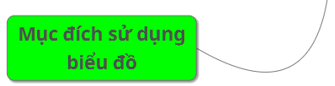 Mục đích sử dụng
biểu đồ